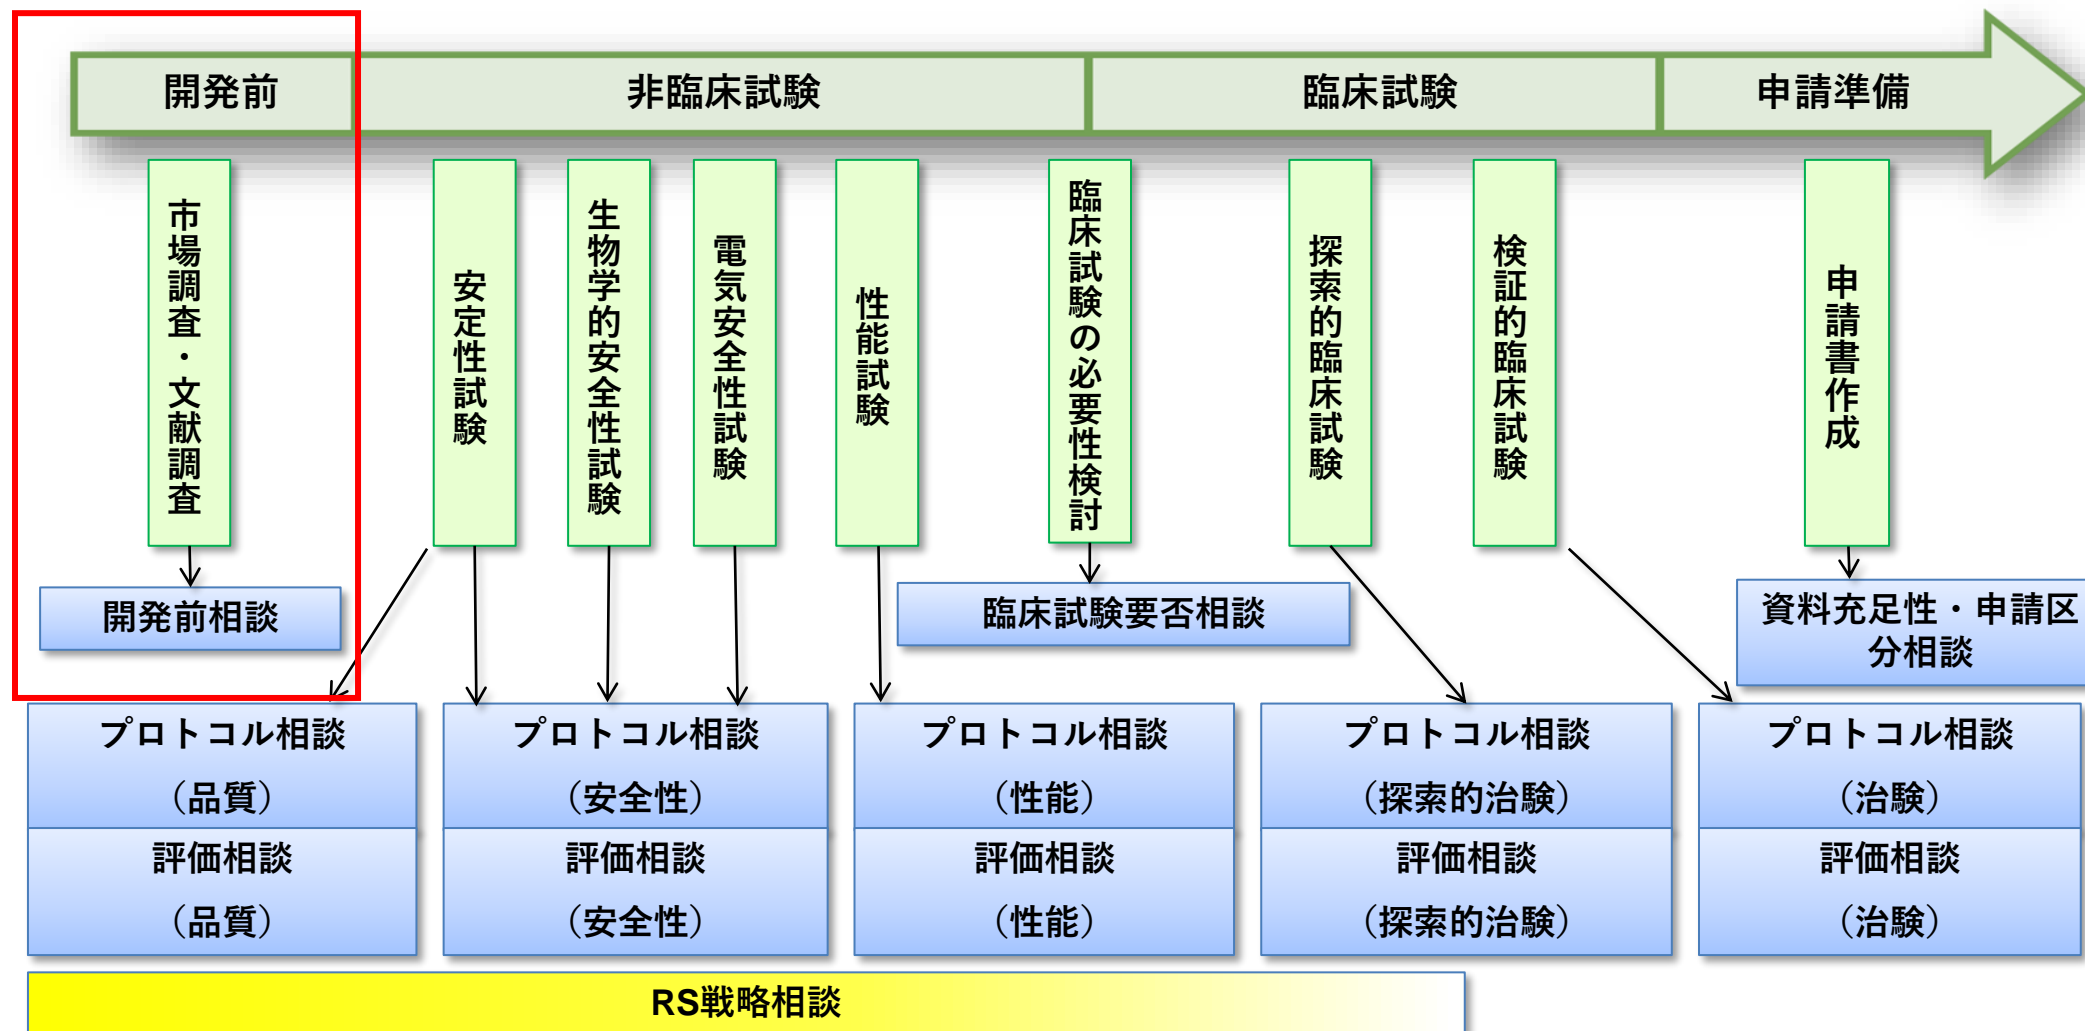 開発前
非臨床試験
臨床試験
申請準備
市場調査・文献調査
安定性試験
生物学的安全性試験
電気安全性試験
性能試験
臨床試験の必要性検討
探索的臨床試験
検証的臨床試験
申請書作成
開発前相談
臨床試験要否相談
資料充足性・申請区
分相談
プロトコル相談
（品質）
プロトコル相談
（安全性）
プロトコル相談
（性能）
プロトコル相談
（探索的治験）
プロトコル相談
（治験）
評価相談
（品質）
評価相談
（安全性）
評価相談
（性能）
評価相談
（探索的治験）
評価相談
（治験）
RS戦略相談